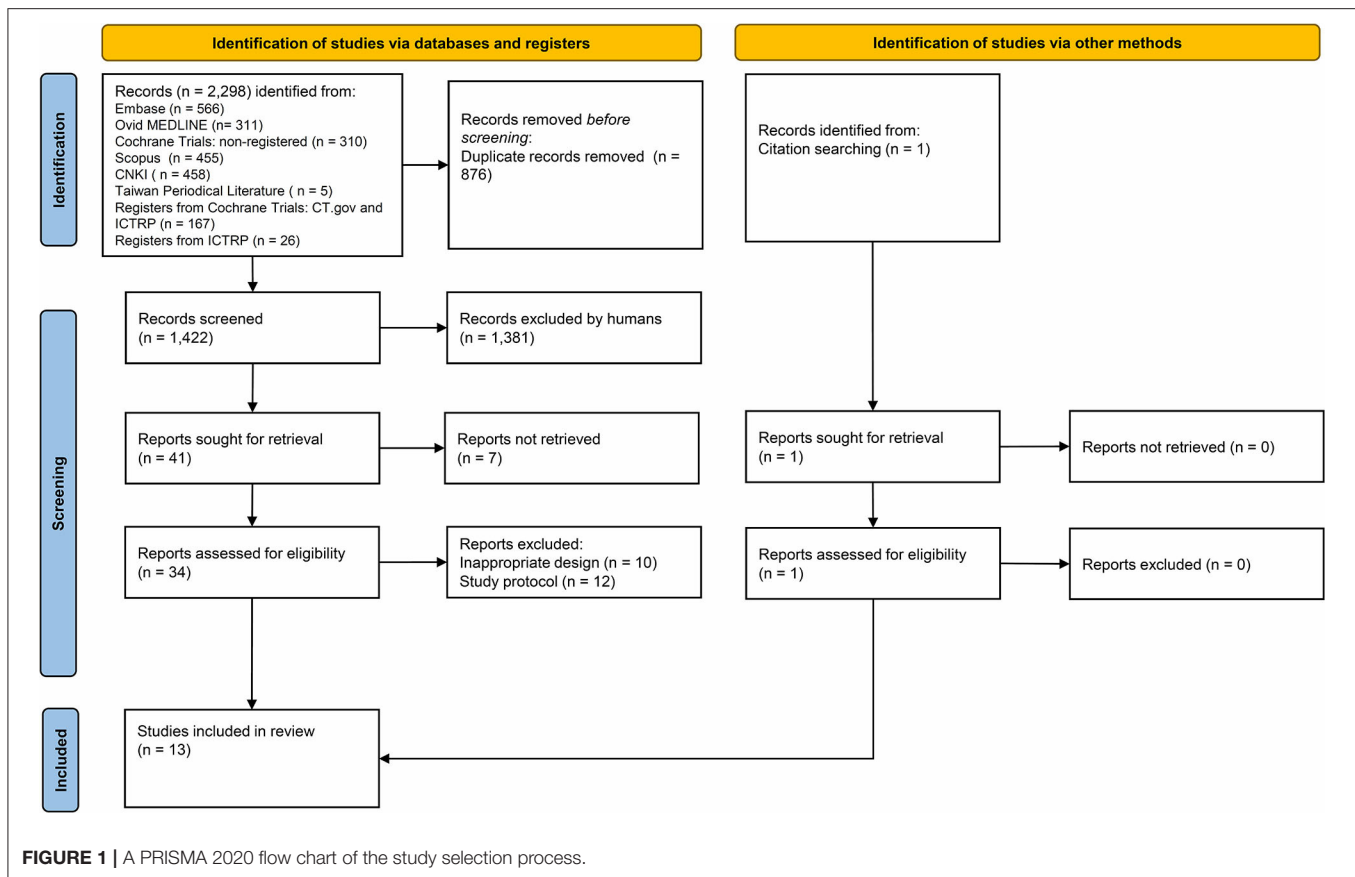 Identification of studies via databases and registers
Identification of studies via other methods
Identification
Records (n = 2,298) identified from:
Embase (n = 566)
Ovid MEDLINE (n= 311)
Cochrane Trials: non-registered (n = 310)
Scopus (n = 455)
CNKI (n = 458)
Taiwan Periodical Literature ( n = 5)
Registers from Cochrane Trials: CT.gov and
ICTRP (n = 167)
Registers from ICTRP (n = 26)
Records removed before
screening:
Duplicate records removed (n =
876)
Records identified from:
Citation searching (n = 1)
Screening
Records screened
(n = 1,422)
Records excluded by humans
(n = 1,381)
Reports sought for retrieval
(n = 41)
Reports not retrieved
(n = 7)
Reports sought for retrieval
(n = 1)
Reports not retrieved (n = 0)
Reports assessed for eligibility
(n = 34)
Reports excluded:
Inappropriate design (n = 10)
Study protocol (n = 12)
Reports assessed for eligibility
(n = 1)
Reports excluded (n = 0)
Included
Studies included in review
(n = 13)
FIGURE 1 | A PRISMA 2020 flow chart of the study selection process.